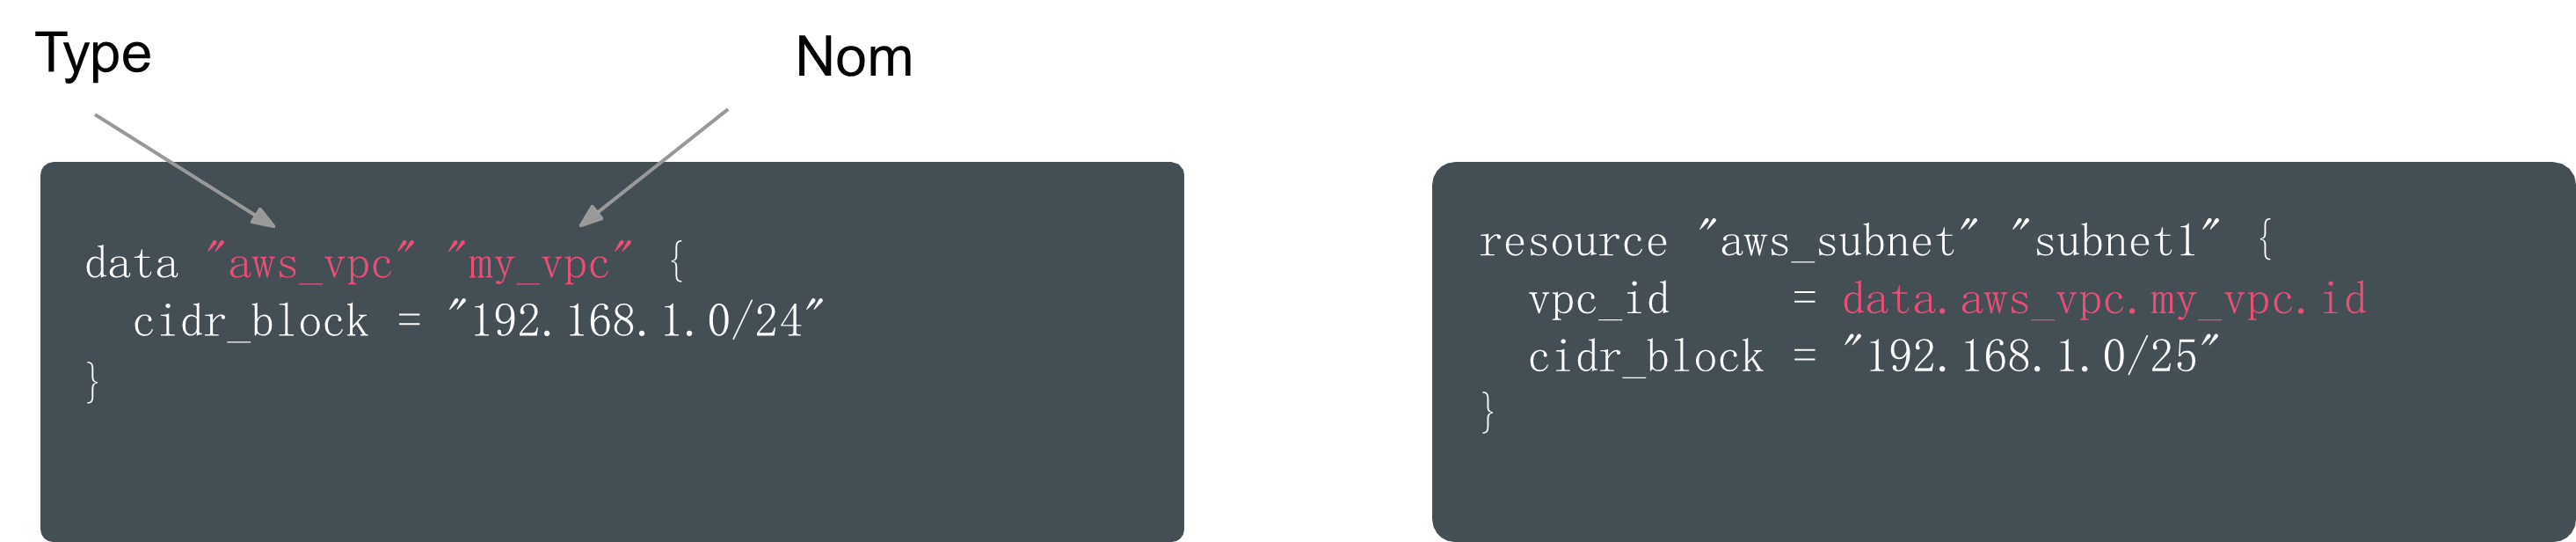 Type
Nom
data "aws_vpc" "my_vpc" {
  cidr_block = "192.168.1.0/24"
}
resource "aws_subnet" "subnet1" {
  vpc_id     = data.aws_vpc.my_vpc.id
  cidr_block = "192.168.1.0/25"
}